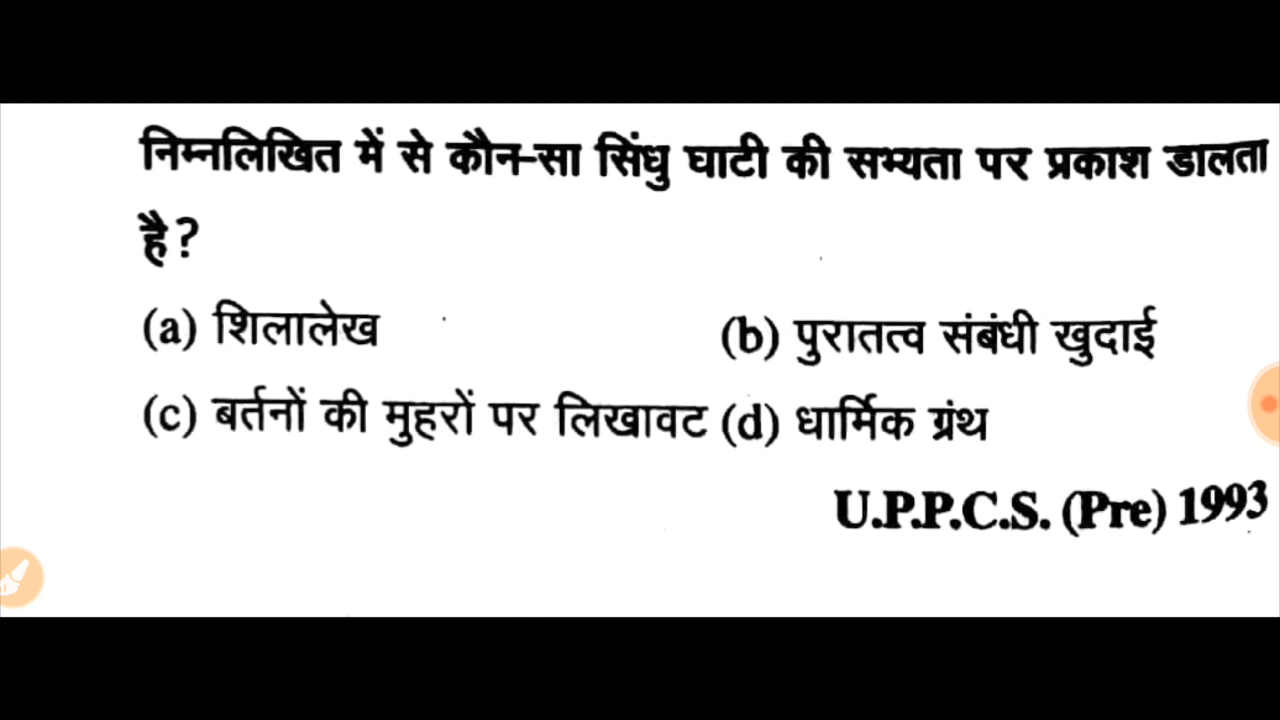 निम्नलिखित में से कौन-सा सिंधु घाटी की सभ्यता पर प्रकाश डालता
है?
(a) शिलालेख (b) पुरातत्व संबंधी खुदाई
(c) बर्तनों की मुहरों पर लिखावट (d) धार्मिक ग्रंथ
U.P.P.C.S. (Pre) 1993